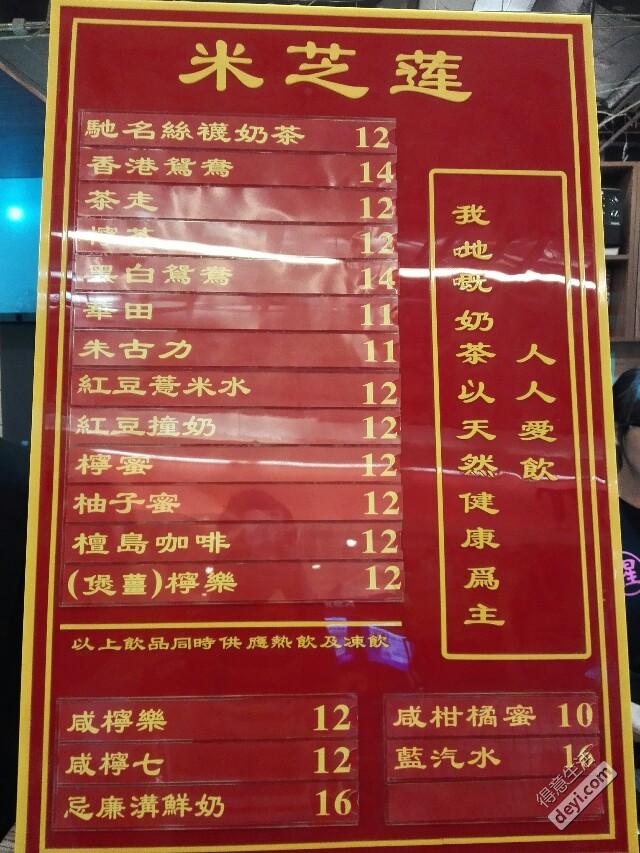 米芝莲
馳名絲襪奶茶 12
香港鴛鴦 14
茶走 12
檸茶 12
黑白鴛鴦 14
華田 11
朱古力 11
紅豆薏米水 12
紅豆撞奶 12
檸蜜 12
柚子蜜 12
檀島咖啡 12
(煲薑)檸樂 12
以上飲品同時供應熱飲及凍飲
我哋嘅奶茶以天然健康爲主
人人愛飲
咸檸樂 12
咸檸七 12
忌廉溝鮮奶 16
咸柑橘蜜 10
藍汽水 16
得意生活
deyi.com